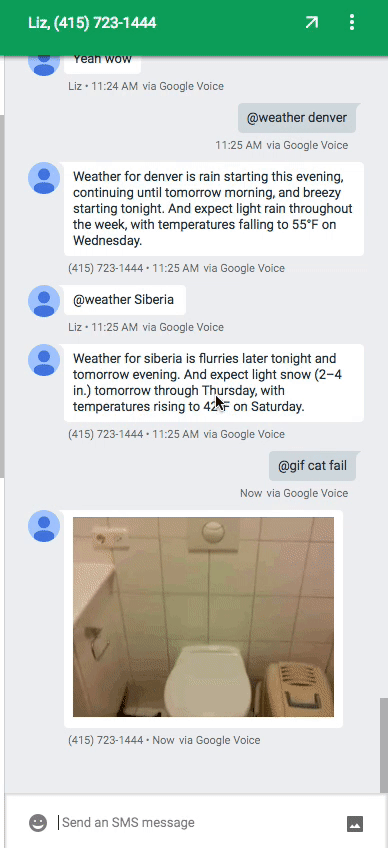 Liz, (415) 723-1444
Yeah wow
Liz • 11:24 AM via Google Voice
@weather denver
11:25 AM via Google Voice
Weather for denver is rain starting this evening,
continuing until tomorrow morning, and breezy
starting tonight. And expect light rain throughout
the week, with temperatures falling to 55°F on
Wednesday.
(415) 723-1444 • 11:25 AM via Google Voice
@weather Siberia
Liz • 11:25 AM via Google Voice
Weather for siberia is flurries later tonight and
tomorrow evening. And expect light snow (2–4
in.) tomorrow through Thursday, with
temperatures rising to 42°F on Saturday.
(415) 723-1444 • 11:25 AM via Google Voice
@gif cat fail
Now via Google Voice
(415) 723-1444 • Now via Google Voice
Send an SMS message